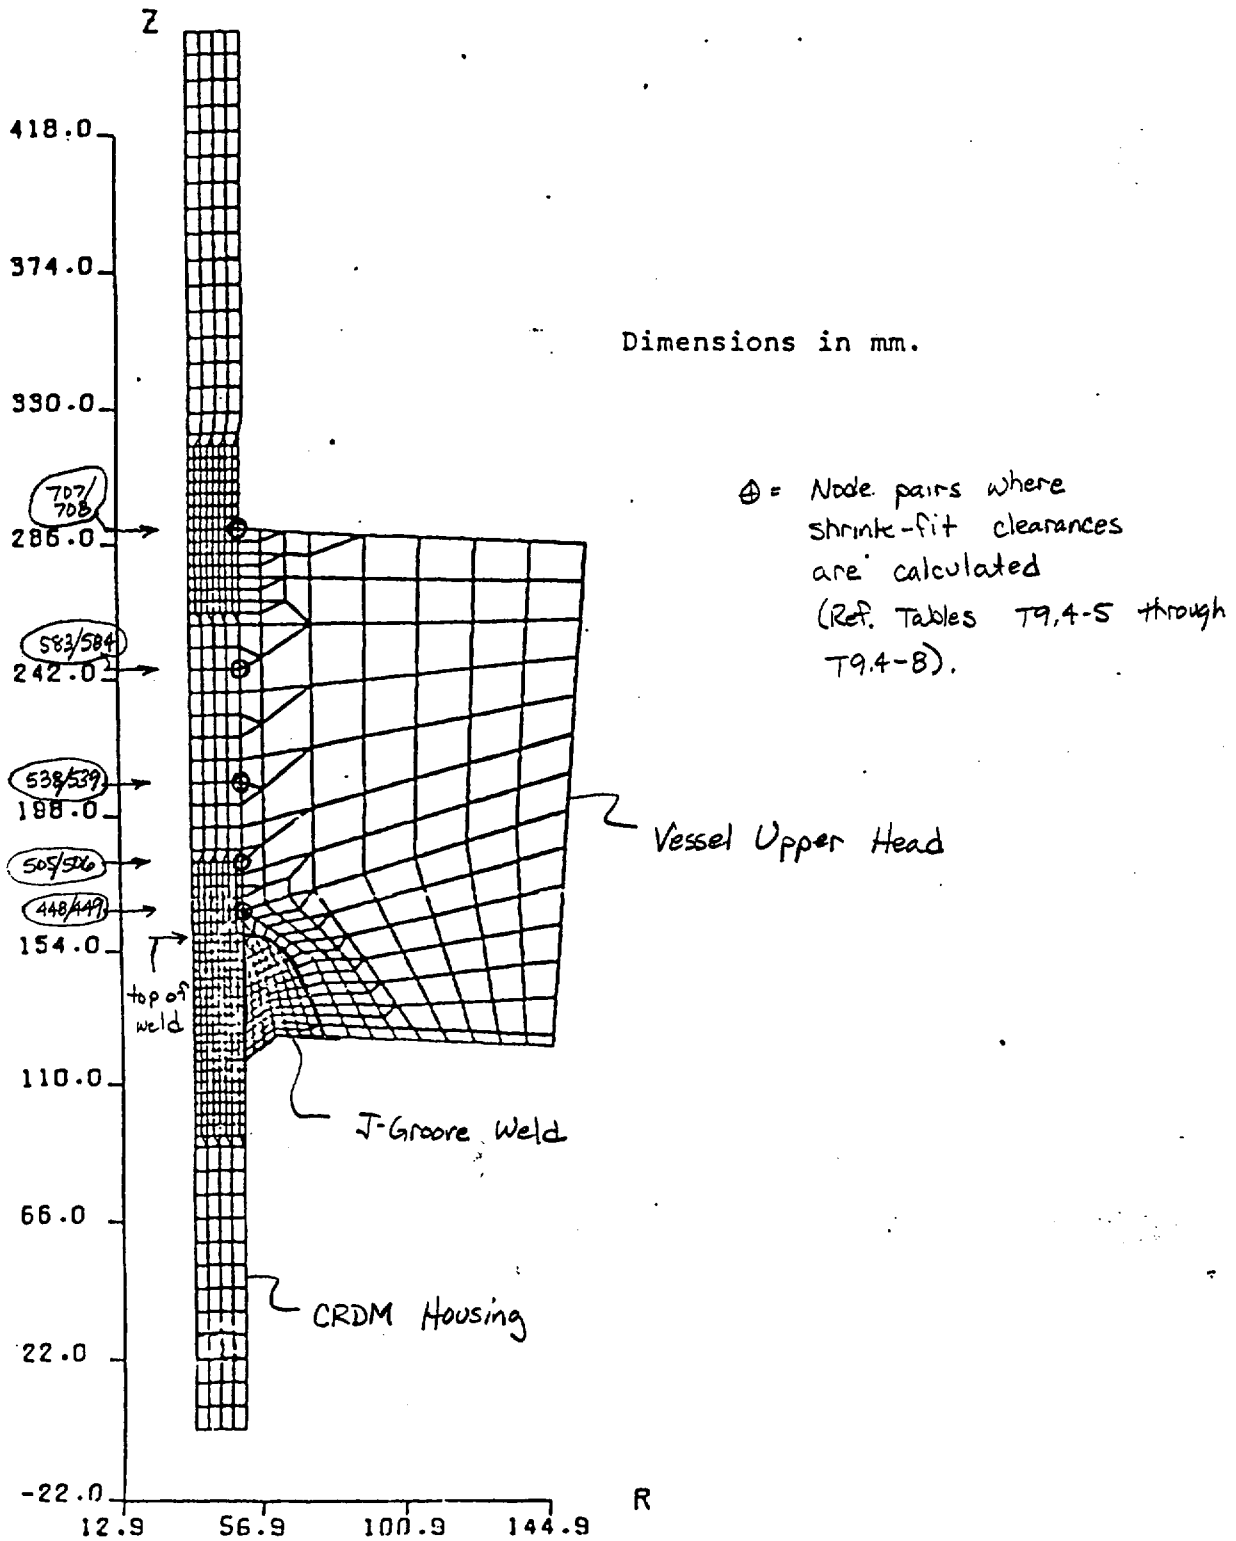 Z
418.0
374.0
Dimensions in mm.
330.0
707/
708
⊕ = Node pairs where
shrink-fit clearances
are calculated
(Ref. Tables T9.4-5 through
T9.4-8).
286.0
583/584
242.0
538/539
198.0
Vessel Upper Head
505/506
448/449
154.0
top of
weld
110.0
J-Groove Weld
66.0
CRDM Housing
22.0
-22.0
R
12.9 56.9 100.9 144.9